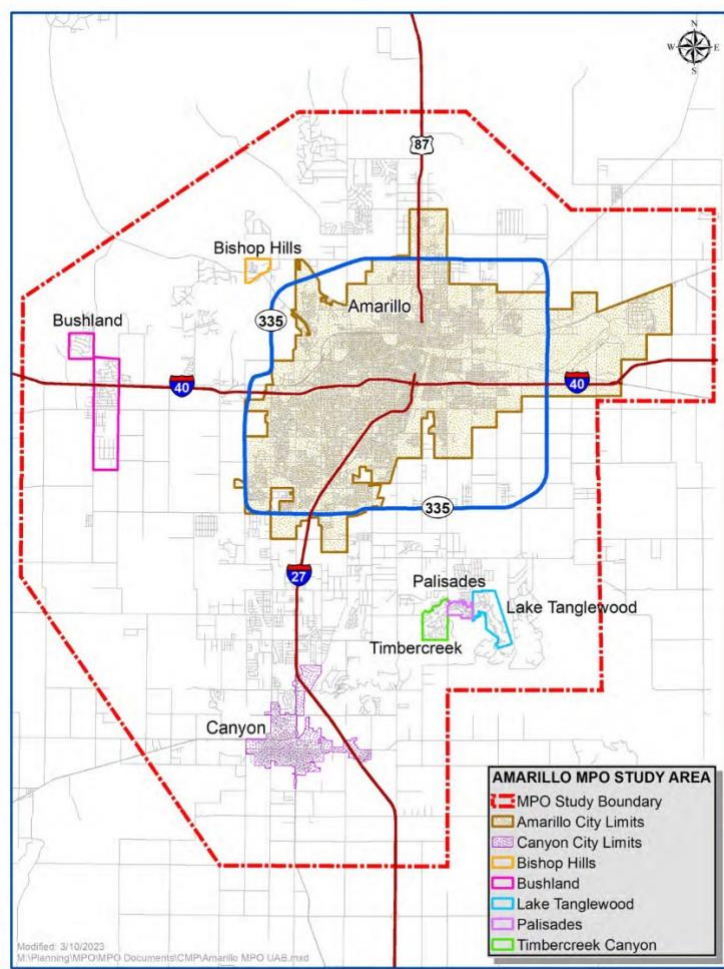 N
W E
S
87
Bishop Hills
Amarillo
335
Bushland
40
40
335
27
Palisades
Lake Tanglewood
Timbercreek
Canyon
AMARILLO MPO STUDY AREA
MPO Study Boundary
Amarillo City Limits
Canyon City Limits
Bishop Hills
Bushland
Lake Tanglewood
Palisades
Timbercreek Canyon
Modified: 3/10/2023
M:\Planning\MPO\MPO Documents\CMP\Amarillo MPO UAB.mxd